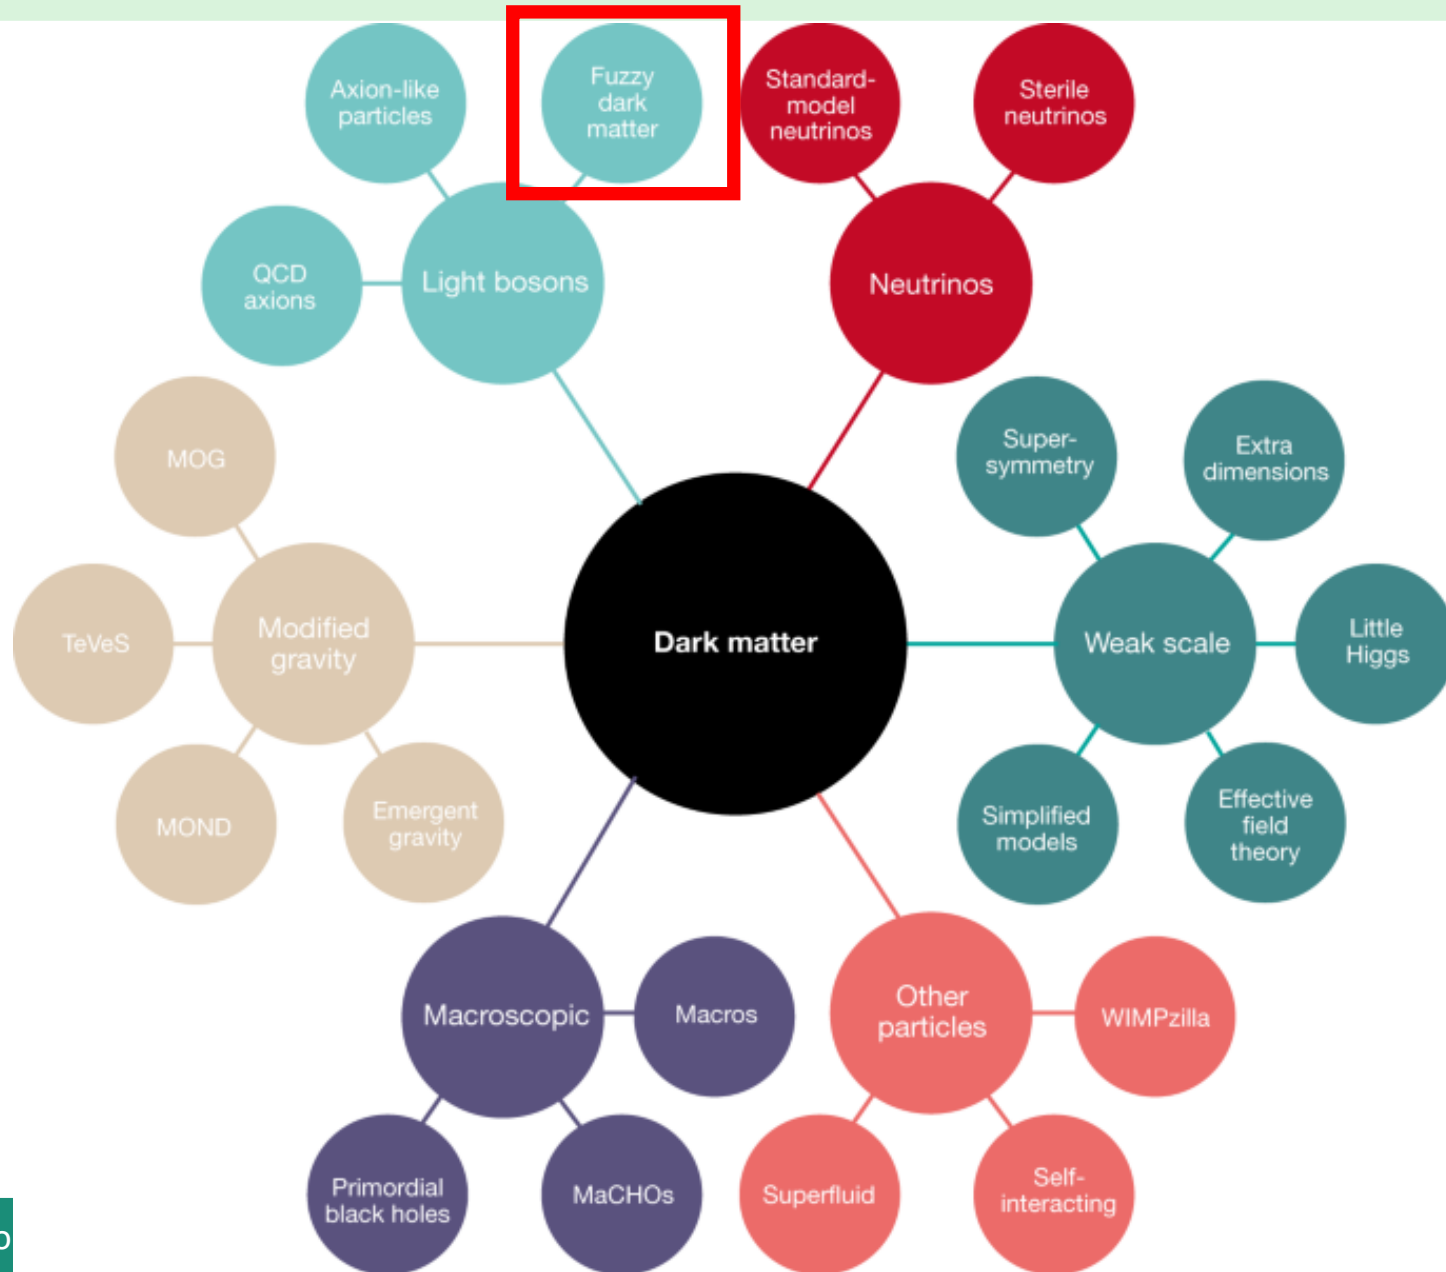 Axion-like
particles
Fuzzy
dark
matter
Standard-
model
neutrinos
Sterile
neutrinos
QCD
axions
Light bosons
Neutrinos
MOG
Super-
symmetry
Extra
dimensions
TeVeS
Modified
gravity
Dark matter
Weak scale
Little
Higgs
MOND
Emergent
gravity
Simplified
models
Effective
field
theory
Macroscopic
Macros
Other
particles
WIMPzilla
Primordial
black holes
MaCHOs
Superfluid
Self-
interacting